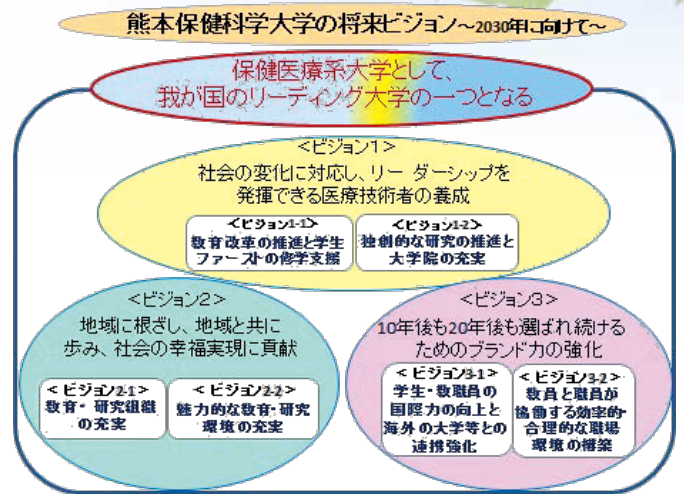 熊本保健科学大学の将来ビジョン～2030年に向けて～
保健医療系大学として、
我が国のリーディング大学の一つとなる
＜ビジョン1＞
社会の変化に対応し、リーダーシップを
発揮できる医療技術者の養成
＜ビジョン1-1＞
教育改革の推進と学生
ファーストの修学支援
＜ビジョン1-2＞
独創的な研究の推進と
大学院の充実
＜ビジョン2＞
地域に根ざし、地域と共に
歩み、社会の幸福実現に貢献
＜ビジョン2-1＞
教育・研究組織
の充実
＜ビジョン2-2＞
魅力的な教育・研究
環境の充実
＜ビジョン3＞
10年後も20年後も選ばれ続ける
ためのブランド力の強化
＜ビジョン3-1＞
学生・教職員の
国際力の向上と
海外の大学等との
連携強化
＜ビジョン3-2＞
教員と職員が
協働する効率的・
合理的な職場
環境の構築